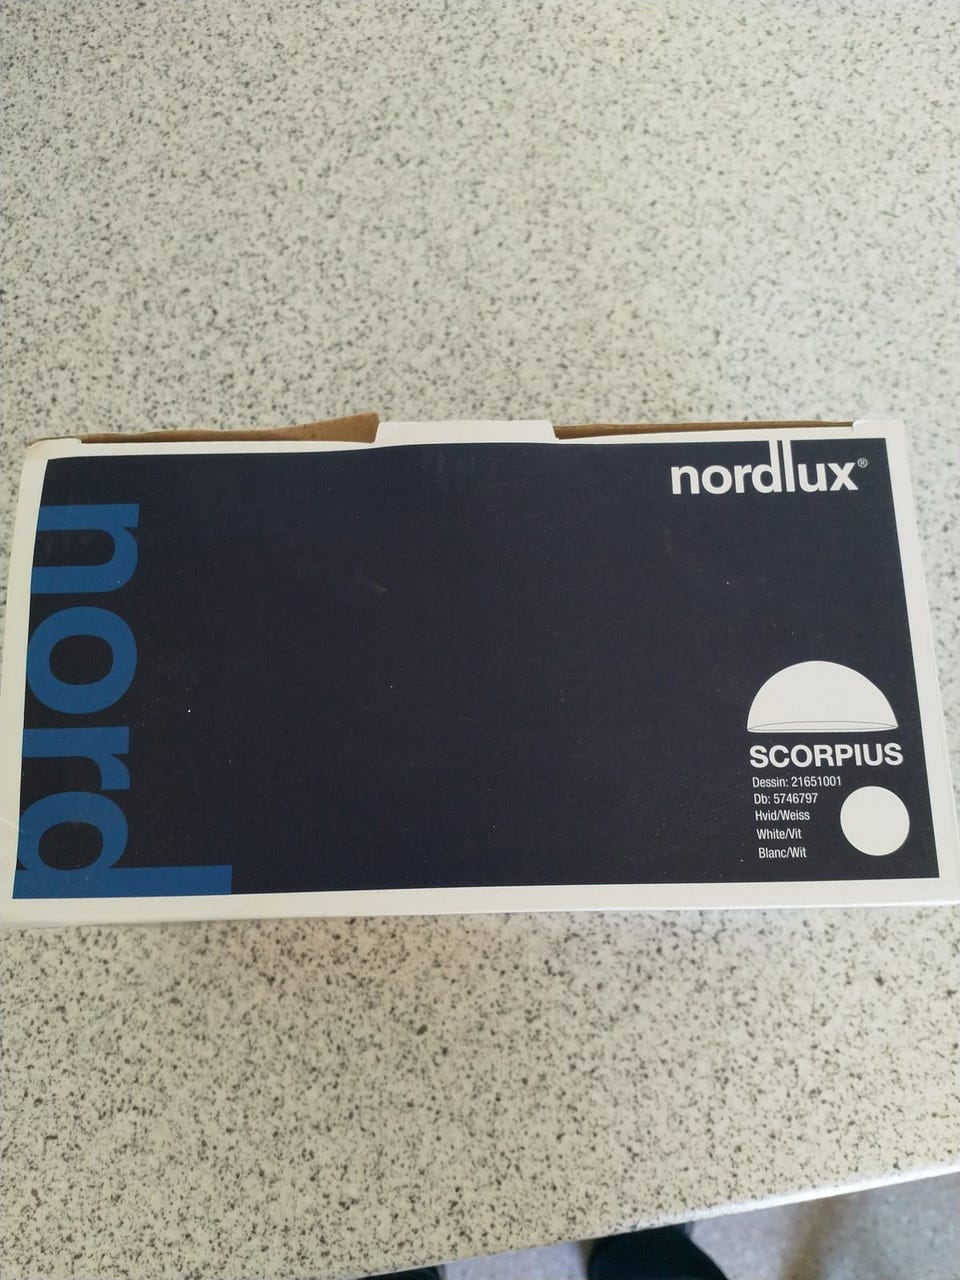 nordlux®
nord
SCORPIUS
Dessin: 21651001
Db: 5746797
Hvid/Weiss
White/Vit
Blanc/Wit